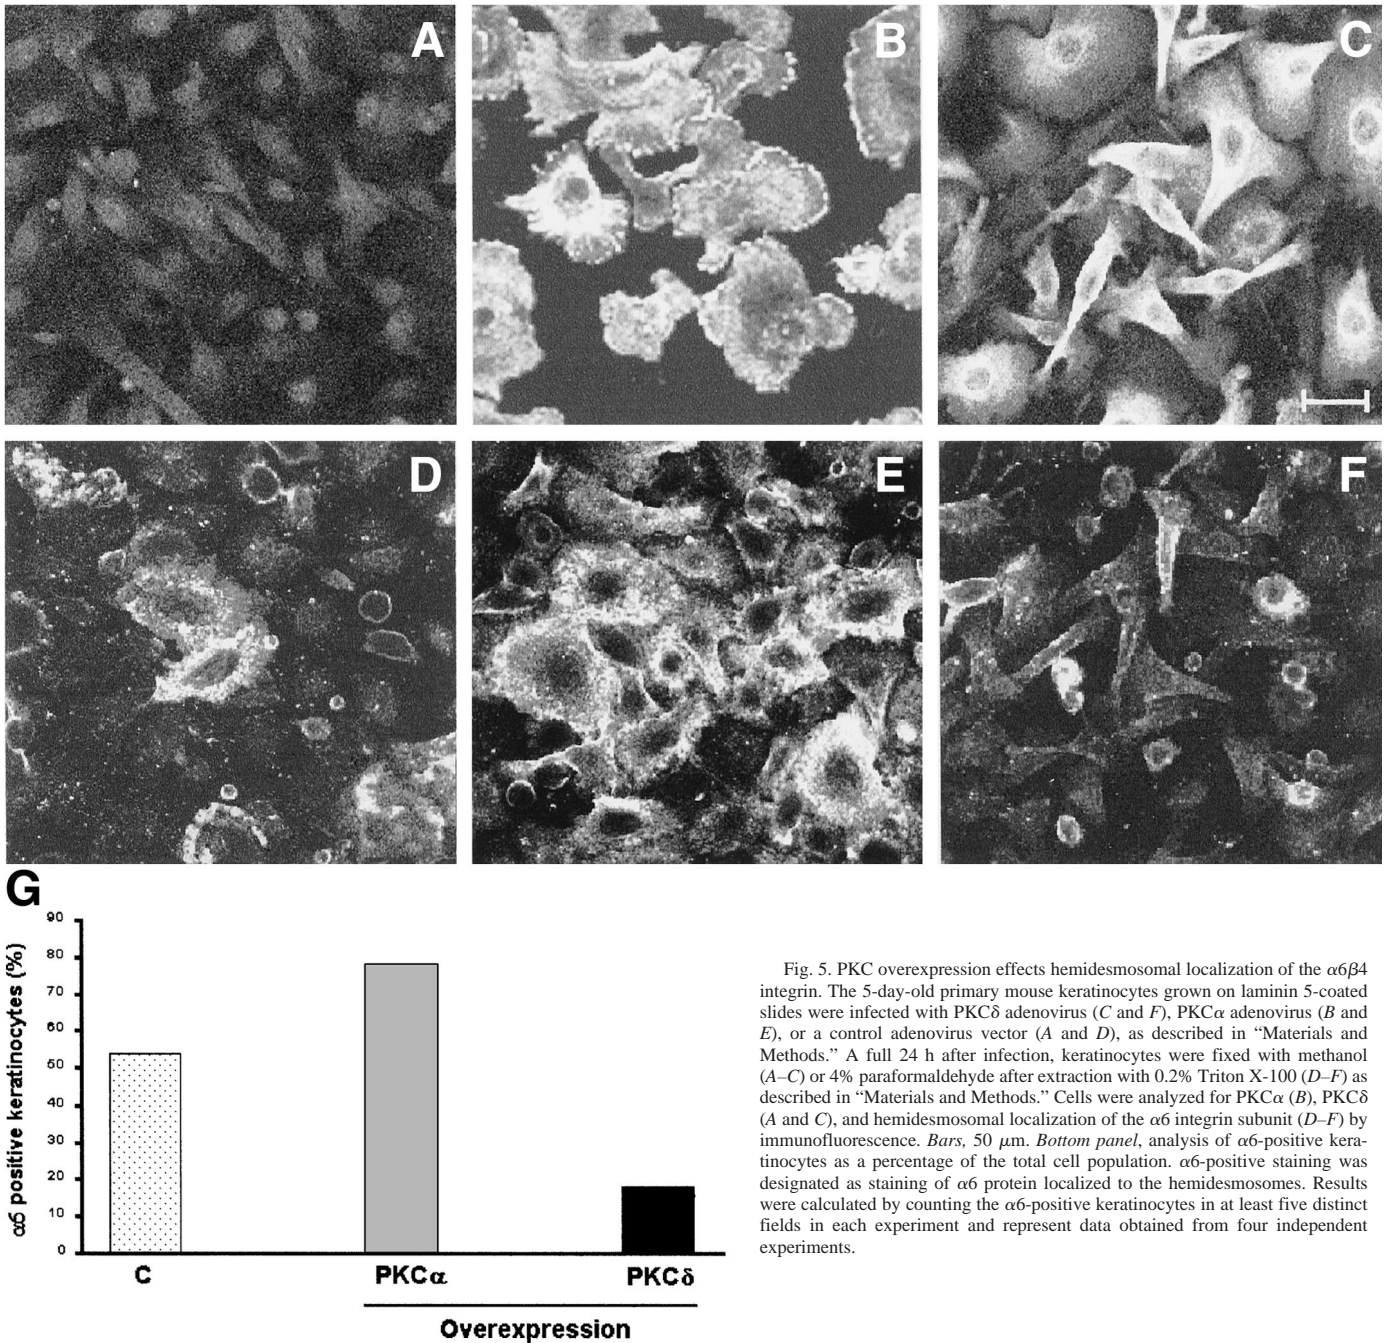 A
B
C
D
E
F
G
α6 positive keratinocytes (%)
90
80
70
60
50
40
30
20
10
0
C
PKCα
PKCδ
Overexpression
Fig. 5. PKC overexpression effects hemidesmosomal localization of the α6β4
integrin. The 5-day-old primary mouse keratinocytes grown on laminin 5-coated
slides were infected with PKCδ adenovirus (C and F), PKCα adenovirus (B and
E), or a control adenovirus vector (A and D), as described in “Materials and
Methods.” A full 24 h after infection, keratinocytes were fixed with methanol
(A–C) or 4% paraformaldehyde after extraction with 0.2% Triton X-100 (D–F) as
described in “Materials and Methods.” Cells were analyzed for PKCα (B), PKCδ
(A and C), and hemidesmosomal localization of the α6 integrin subunit (D–F) by
immunofluorescence. Bars, 50 μm. Bottom panel, analysis of α6-positive kera-
tinocytes as a percentage of the total cell population. α6-positive staining was
designated as staining of α6 protein localized to the hemidesmosomes. Results
were calculated by counting the α6-positive keratinocytes in at least five distinct
fields in each experiment and represent data obtained from four independent
experiments.